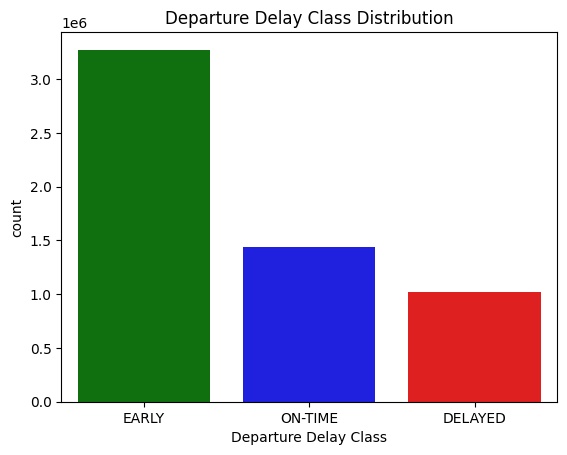 Departure Delay Class Distribution
1e6
3.0
2.5
2.0
1.5
1.0
0.5
0.0
count
EARLY ON-TIME DELAYED
Departure Delay Class